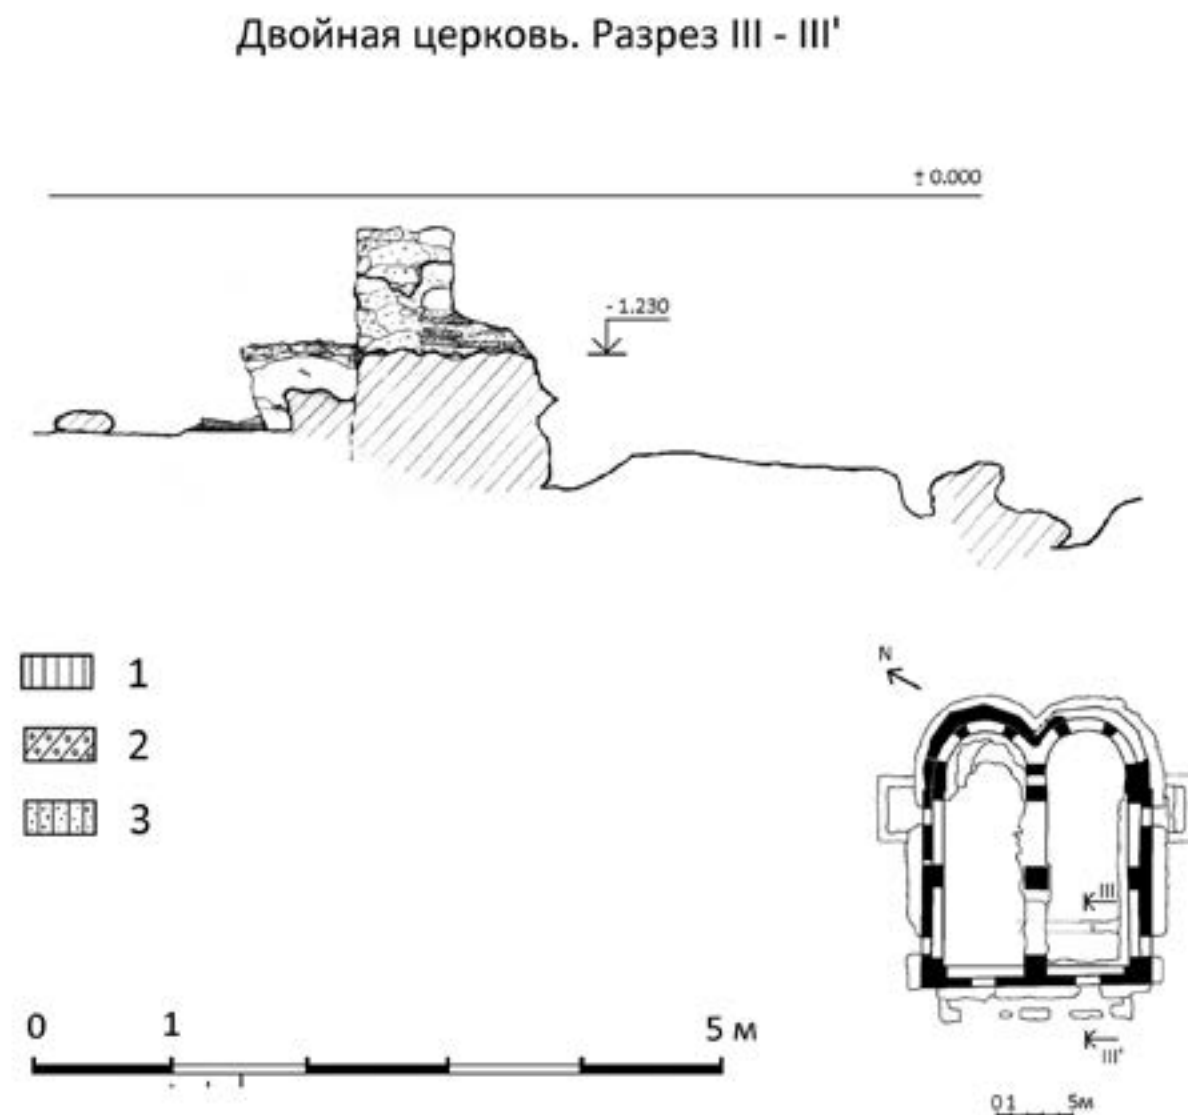 Двойная церковь. Разрез III - III'
± 0.000
- 1.230
1
2
3
N
III
III'
0 1 5 м
0 1 5м